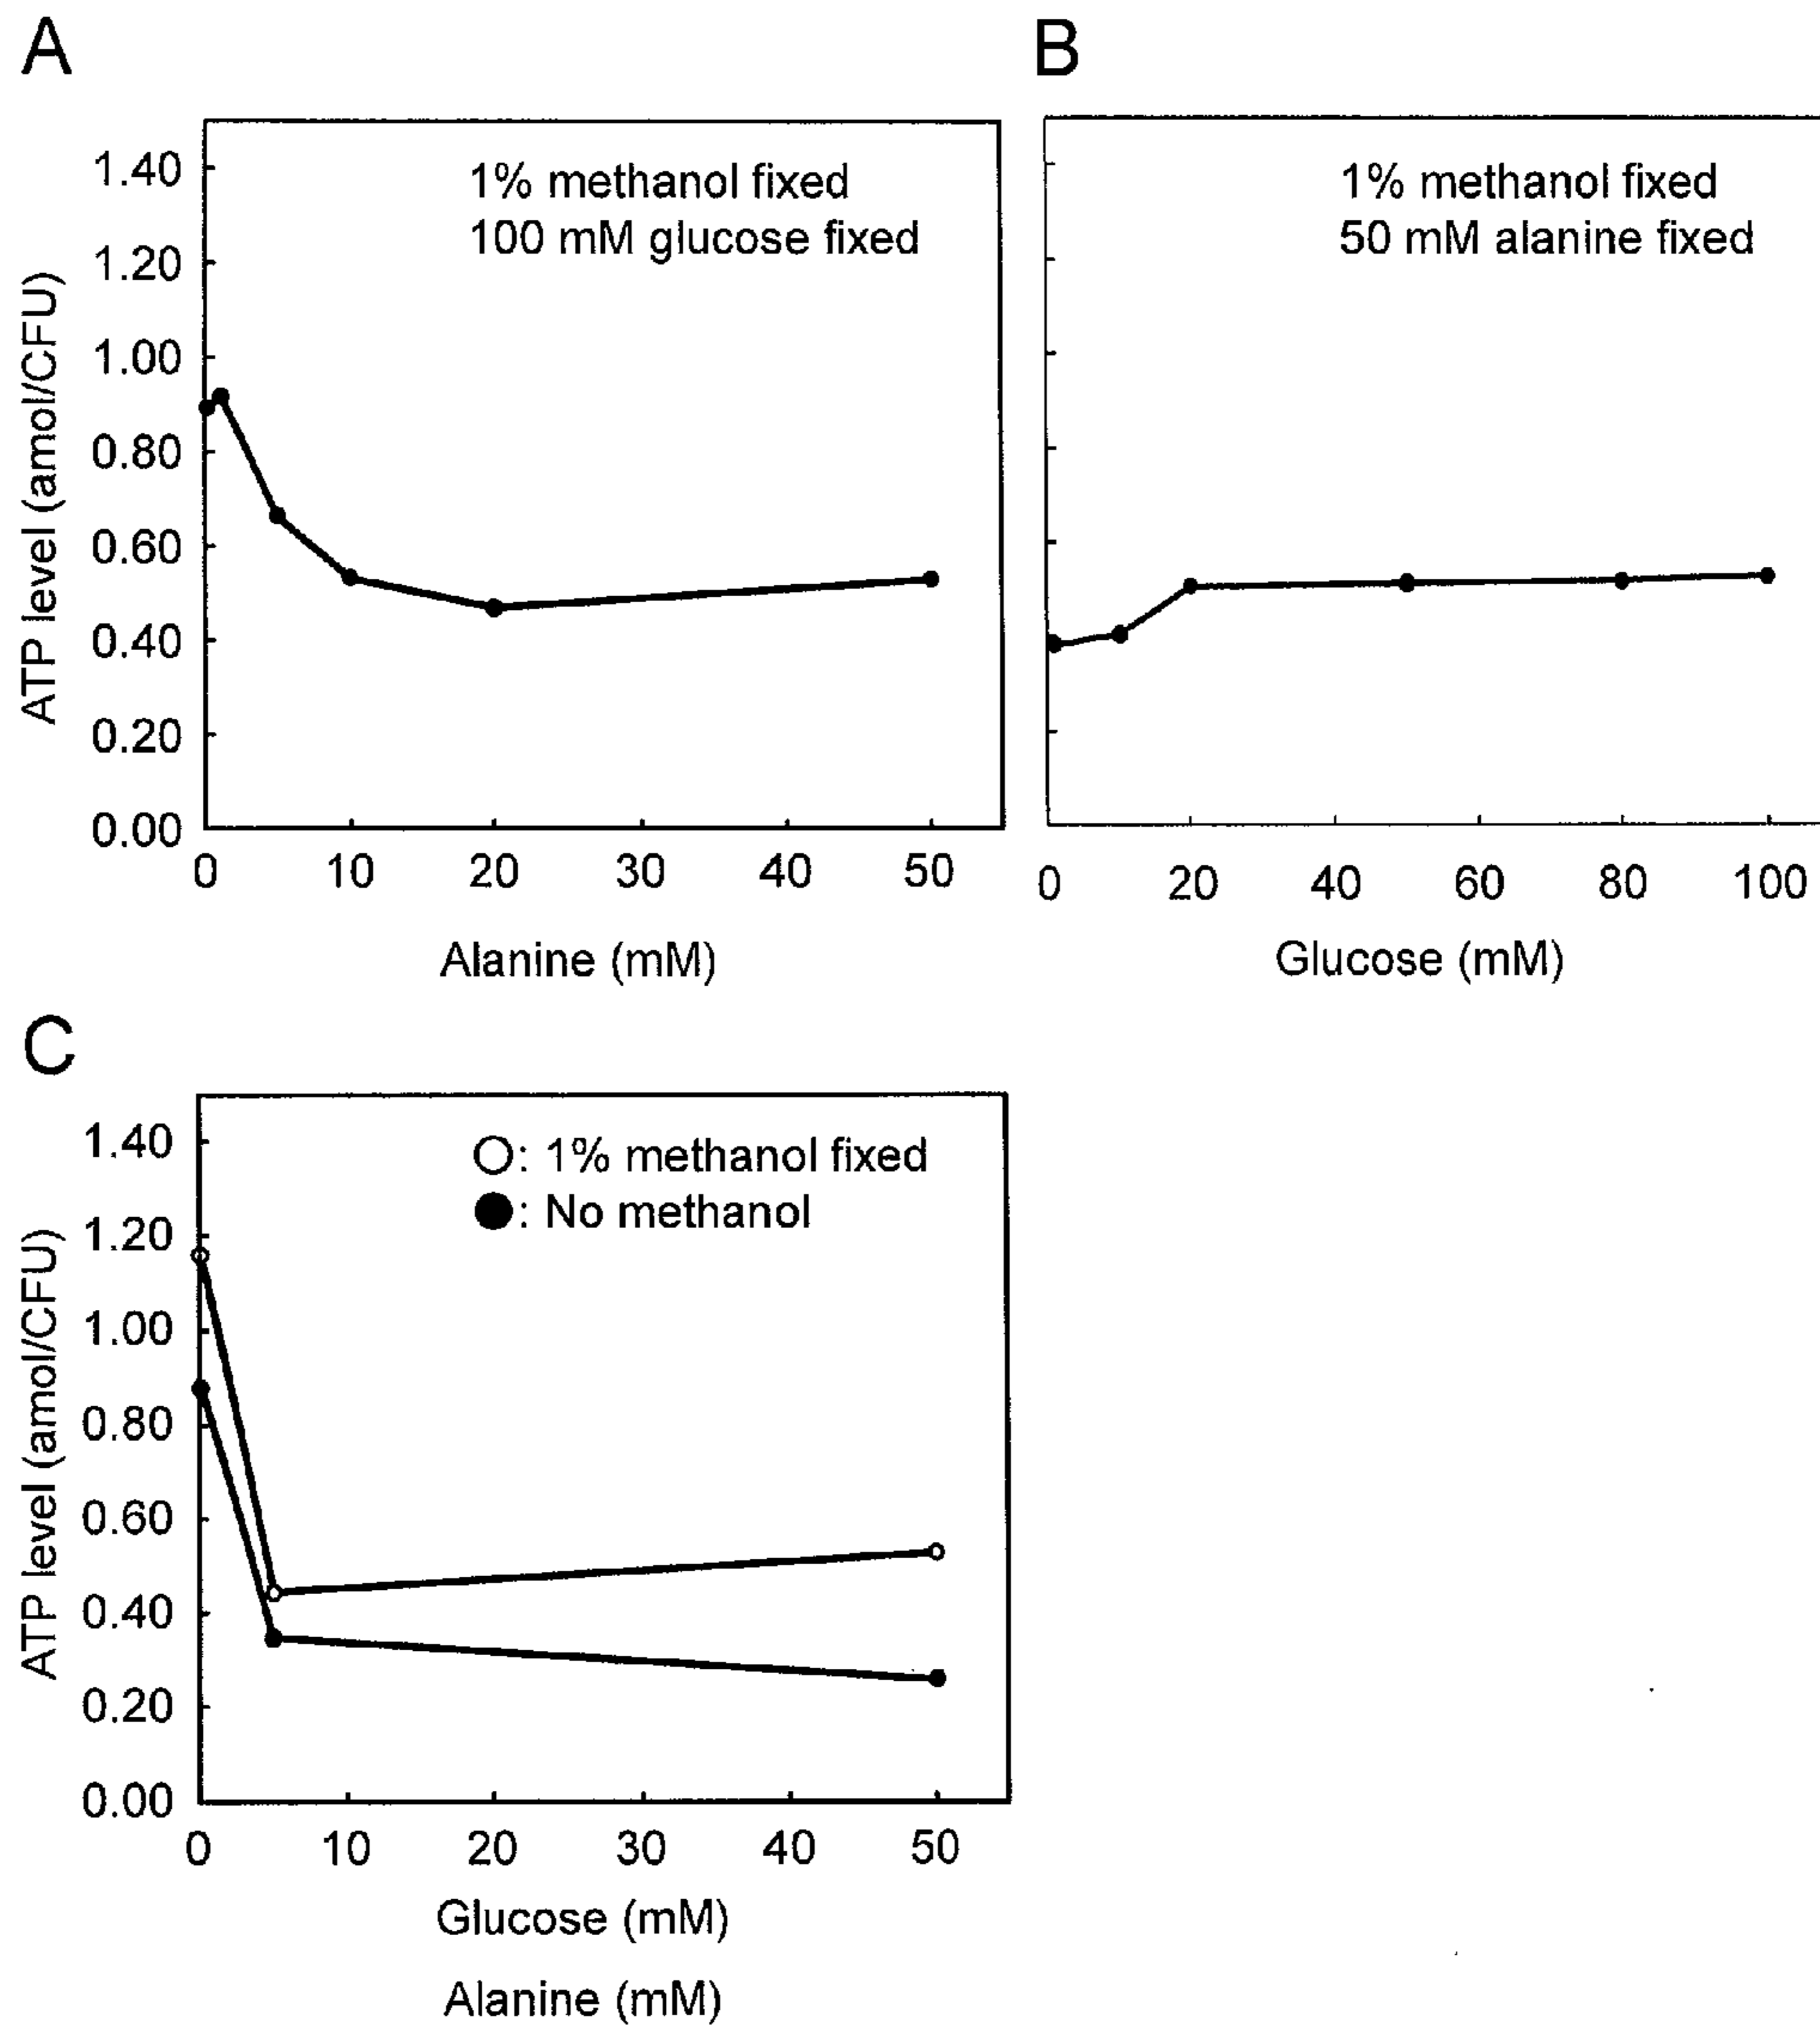 A
B
1.40
1.20
1.00
0.80
0.60
0.40
0.20
0.00
ATP level (amol/CFU)
1% methanol fixed
100 mM glucose fixed
0 10 20 30 40 50
Alanine (mM)
1% methanol fixed
50 mM alanine fixed
0 20 40 60 80 100
Glucose (mM)
C
1.40
1.20
1.00
0.80
0.60
0.40
0.20
0.00
ATP level (amol/CFU)
: 1% methanol fixed
: No methanol
0 10 20 30 40 50
Glucose (mM)
Alanine (mM)